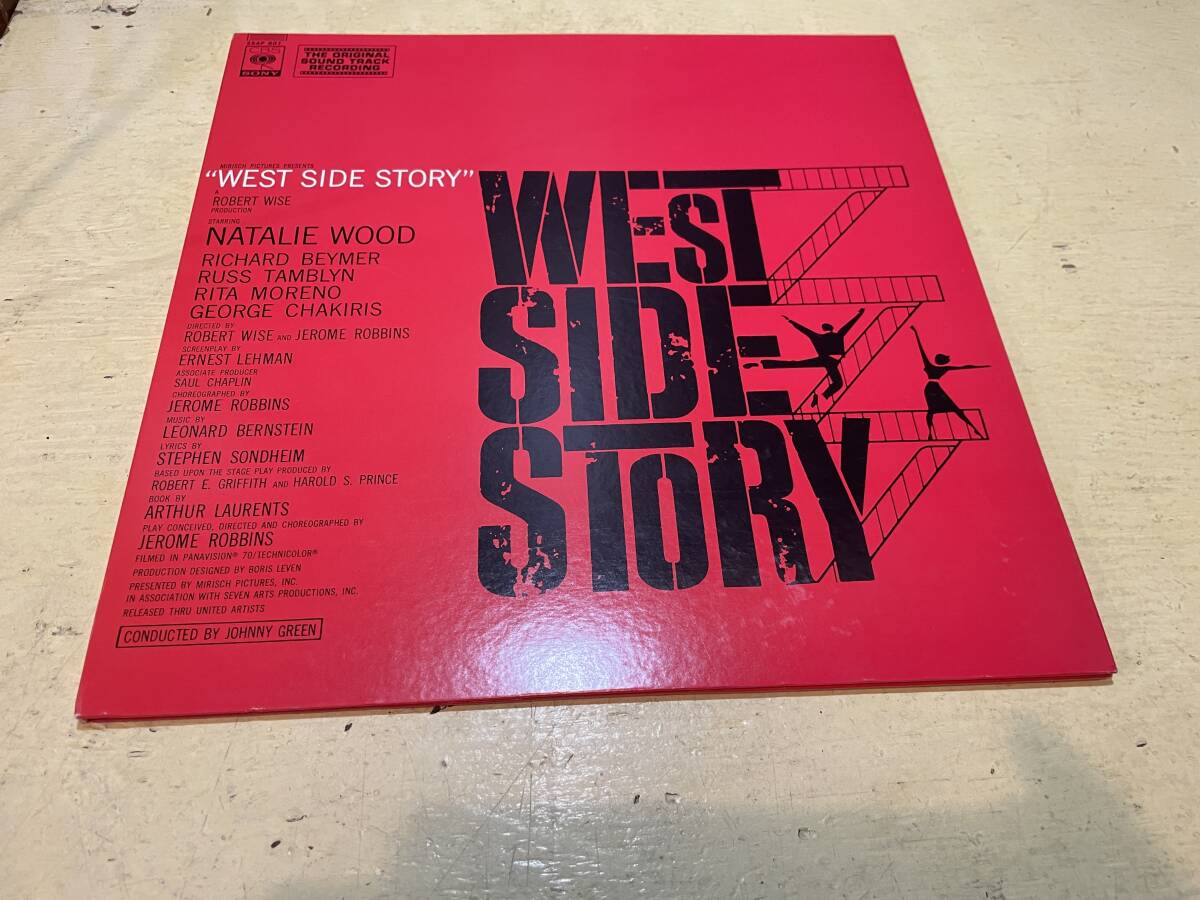 25AP 801
CBS
SONY
THE ORIGINAL
SOUND TRACK
RECORDING
MIRISCH PICTURES PRESENTS
"WEST SIDE STORY"
A
ROBERT WISE
PRODUCTION
STARRING
NATALIE WOOD
RICHARD BEYMER
RUSS TAMBLYN
RITA MORENO
GEORGE CHAKIRIS
DIRECTED BY
ROBERT WISE AND JEROME ROBBINS
SCREENPLAY BY
ERNEST LEHMAN
ASSOCIATE PRODUCER
SAUL CHAPLIN
CHOREOGRAPHED BY
JEROME ROBBINS
MUSIC BY
LEONARD BERNSTEIN
LYRICS BY
STEPHEN SONDHEIM
BASED UPON THE STAGE PLAY PRODUCED BY
ROBERT E. GRIFFITH AND HAROLD S. PRINCE
BOOK BY
ARTHUR LAURENTS
PLAY CONCEIVED, DIRECTED AND CHOREOGRAPHED BY
JEROME ROBBINS
FILMED IN PANAVISION® 70/TECHNICOLOR®
PRODUCTION DESIGNED BY BORIS LEVEN
PRESENTED BY MIRISCH PICTURES, INC.
IN ASSOCIATION WITH SEVEN ARTS PRODUCTIONS, INC.
RELEASED THRU UNITED ARTISTS
CONDUCTED BY JOHNNY GREEN
WEST
SIDE
STORY